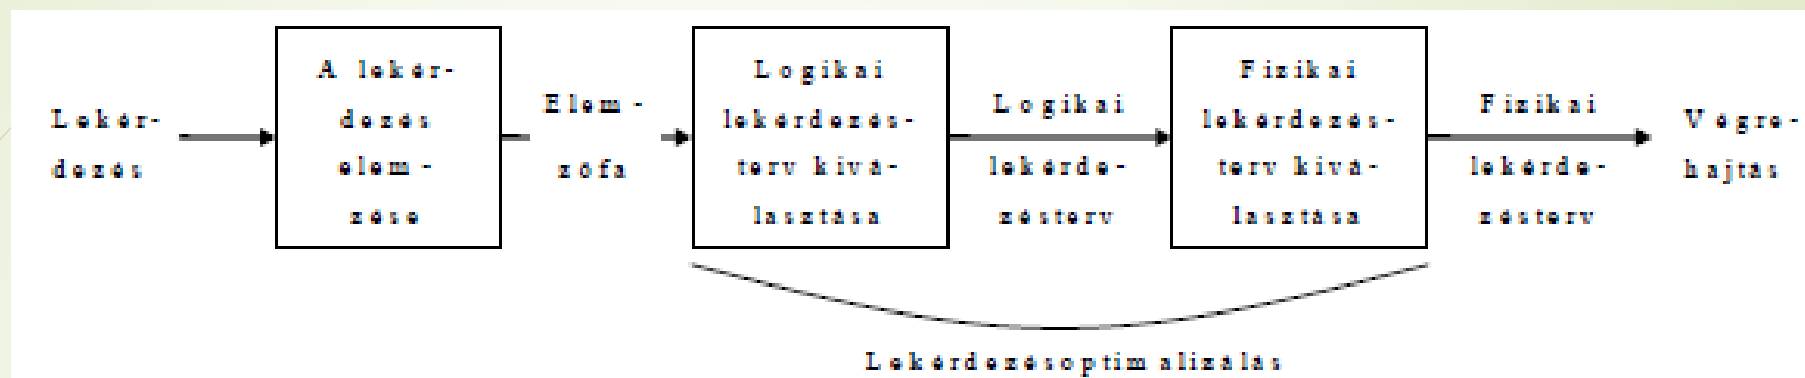 Lekér-
dezés
A lekér-
dezés
elem-
zése
Elem-
zőfa
Logikai
lekérdezés-
terv kivá-
lasztása
Logikai
lekérde-
zésterv
Fizikai
lekérdezés-
terv kivá-
lasztása
Fizikai
lekérde-
zésterv
Végre-
hajtás
Lekérdezésoptimalizálás